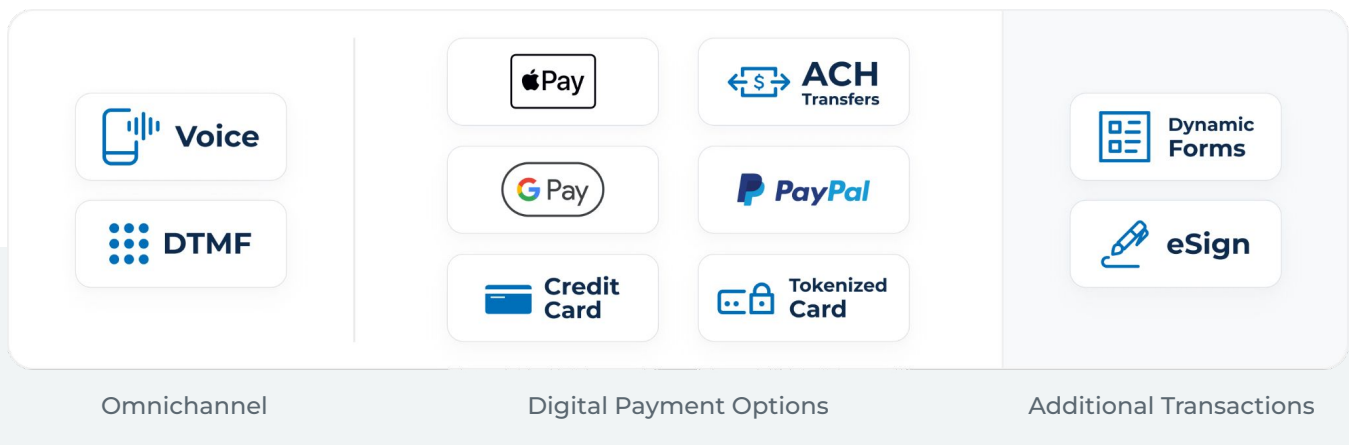 Voice
DTMF
Pay
ACH
Transfers
G Pay
PayPal
Credit
Card
Tokenized
Card
Dynamic
Forms
eSign
Omnichannel
Digital Payment Options
Additional Transactions